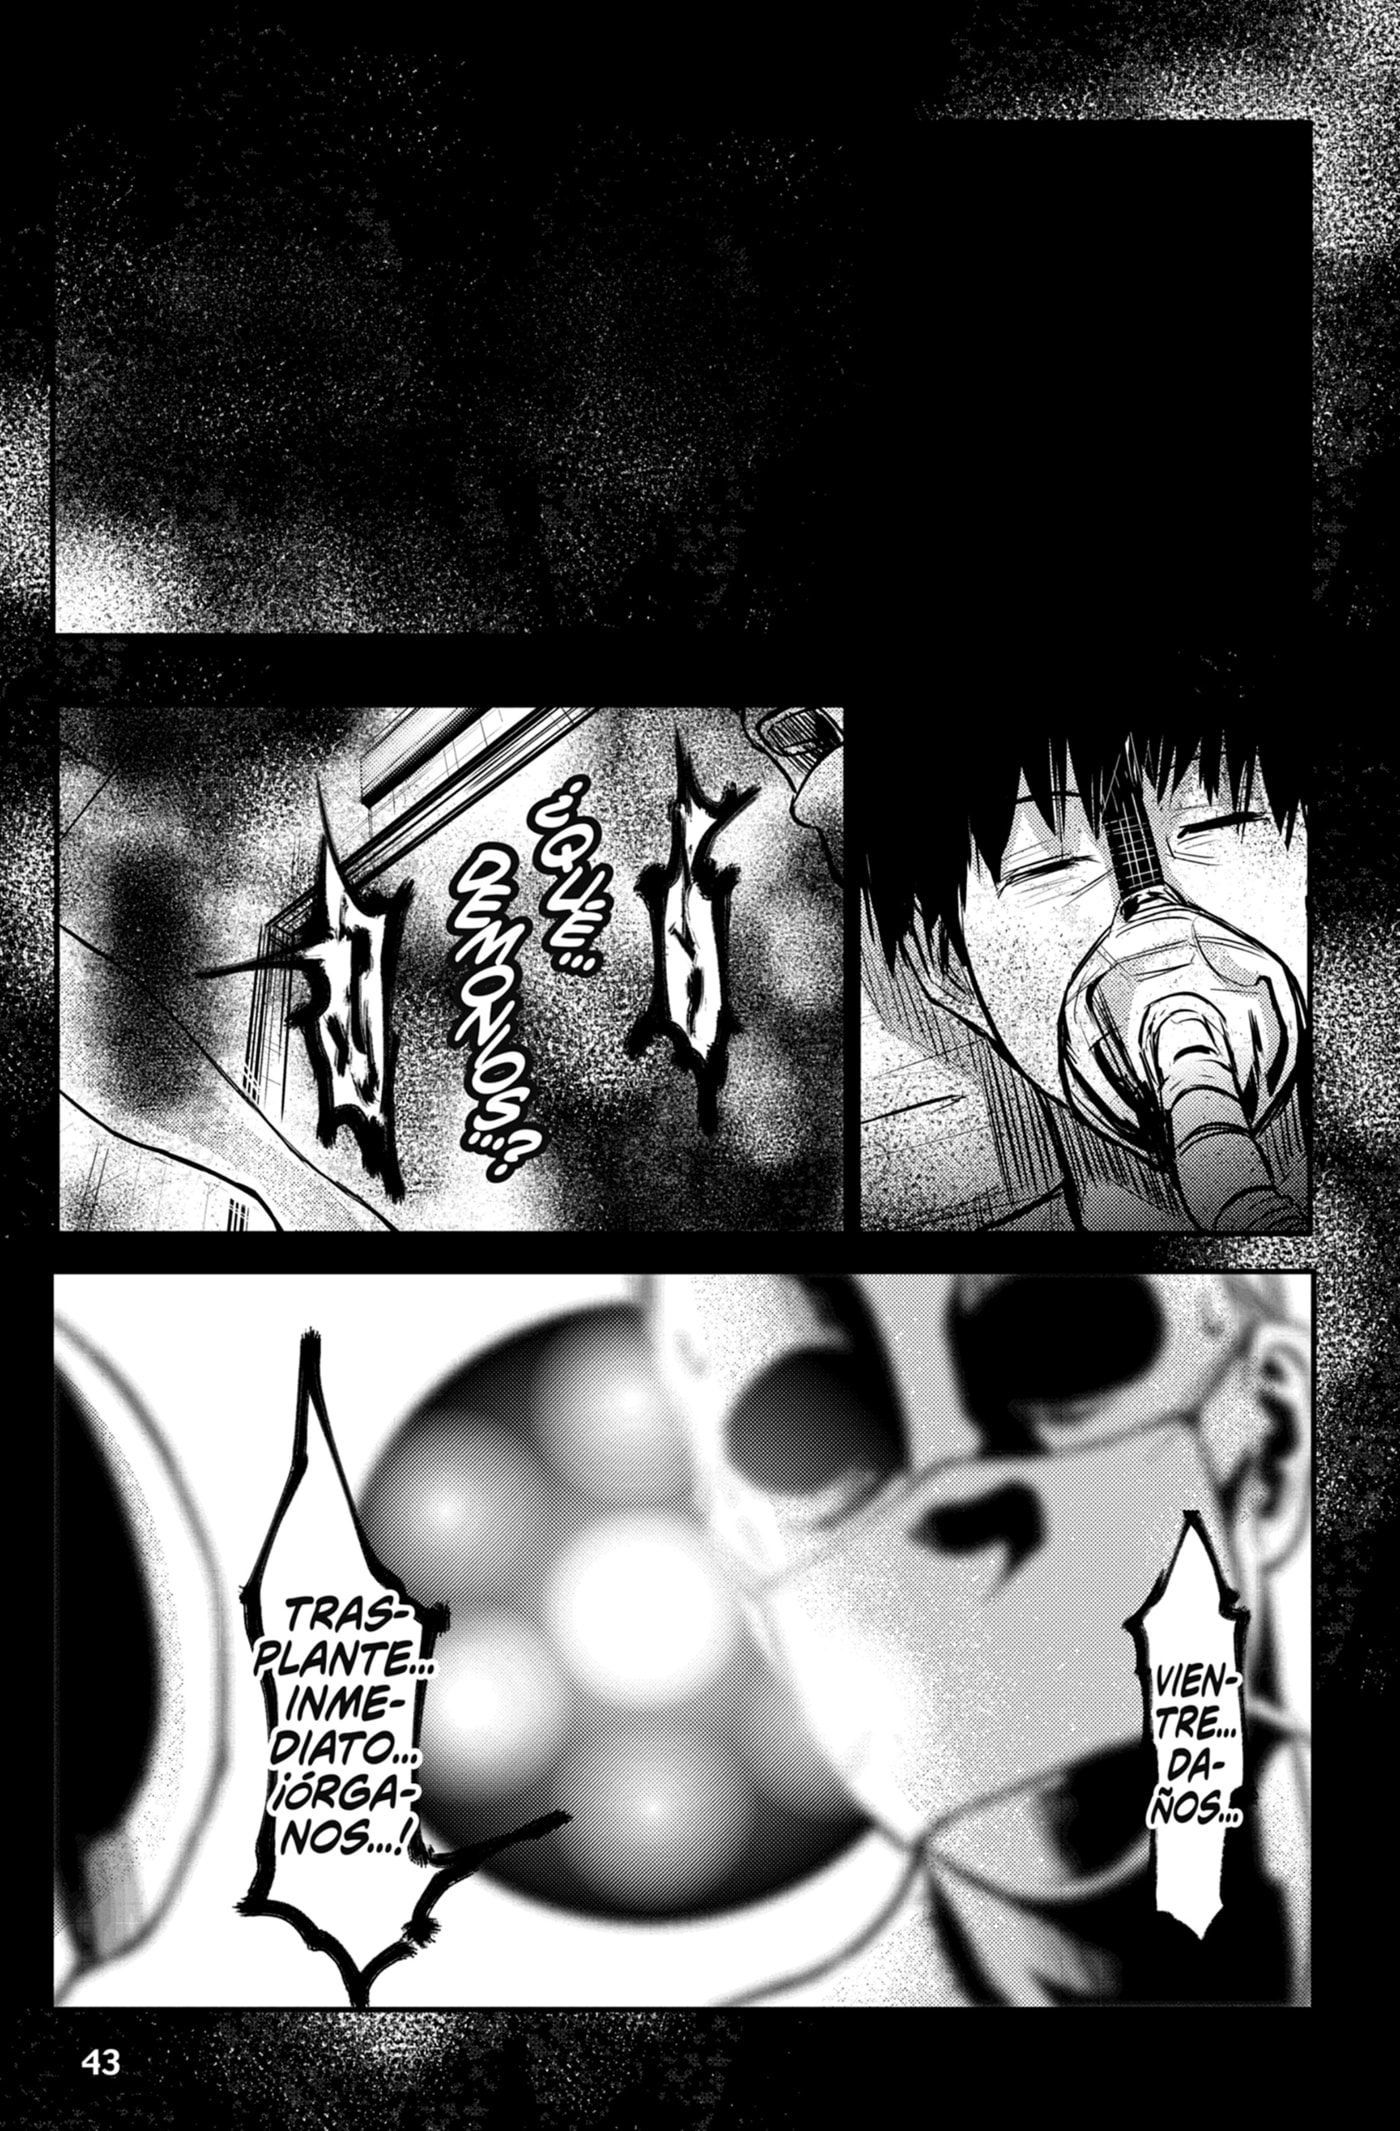 ¿QUÉ...
DEMONIOS...?
VIEN-
TRE...
DA-
ÑOS...
TRAS-
PLANTE...
INME-
DIATO...
¡ÓRGA-
NOS...!
43